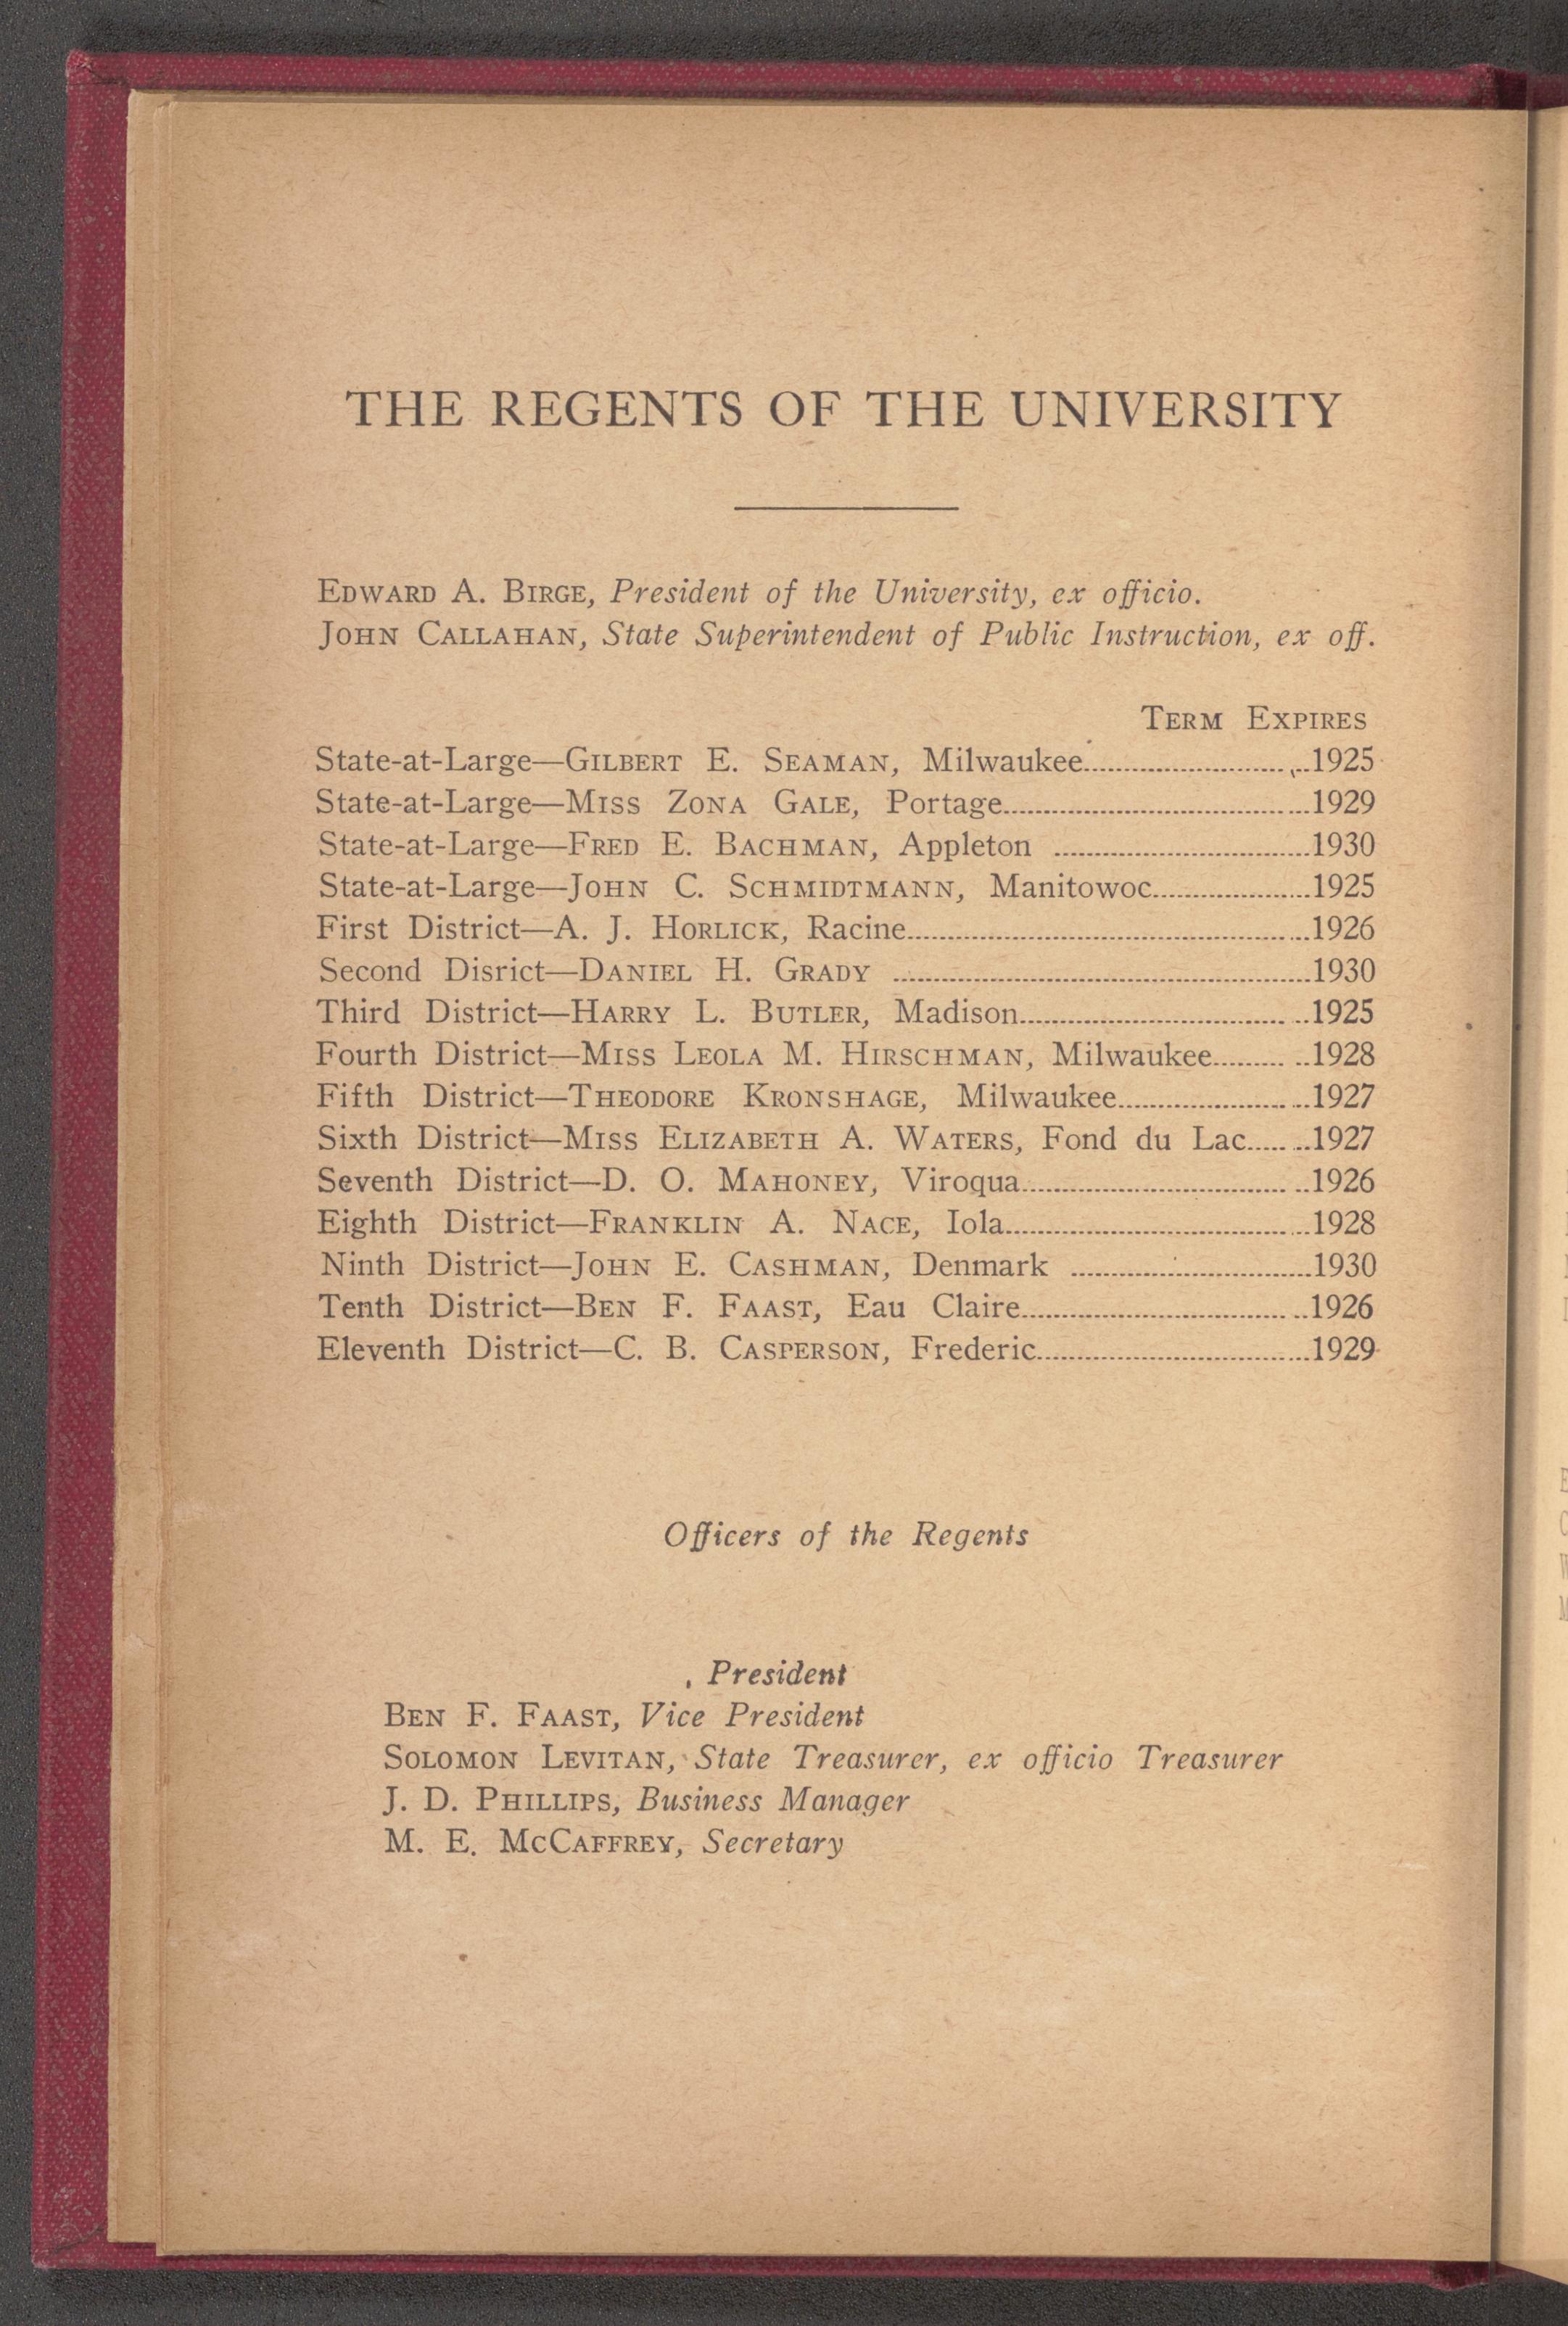 THE REGENTS OF THE UNIVERSITY
EDWARD A. BIRGE, President of the University, ex officio.
JOHN CALLAHAN, State Superintendent of Public Instruction, ex off.
TERM EXPIRES
State-at-Large—GILBERT E. SEAMAN, Milwaukee........................1925
State-at-Large—MISS ZONA GALE, Portage........................1929
State-at-Large—FRED E. BACHMAN, Appleton ........................1930
State-at-Large—JOHN C. SCHMIDTMANN, Manitowoc........................1925
First District—A. J. HORLICK, Racine........................1926
Second Disrict—DANIEL H. GRADY ........................1930
Third District—HARRY L. BUTLER, Madison........................1925
Fourth District—MISS LEOLA M. HIRSCHMAN, Milwaukee...........1928
Fifth District—THEODORE KRONSHAGE, Milwaukee........................1927
Sixth District—MISS ELIZABETH A. WATERS, Fond du Lac........1927
Seventh District—D. O. MAHONEY, Viroqua........................1926
Eighth District—FRANKLIN A. NACE, Iola........................1928
Ninth District—JOHN E. CASHMAN, Denmark ........................1930
Tenth District—BEN F. FAAST, Eau Claire........................1926
Eleventh District—C. B. CASPERSON, Frederic........................1929
Officers of the Regents
, President
BEN F. FAAST, Vice President
SOLOMON LEVITAN, State Treasurer, ex officio Treasurer
J. D. PHILLIPS, Business Manager
M. E. MCCAFFREY, Secretary